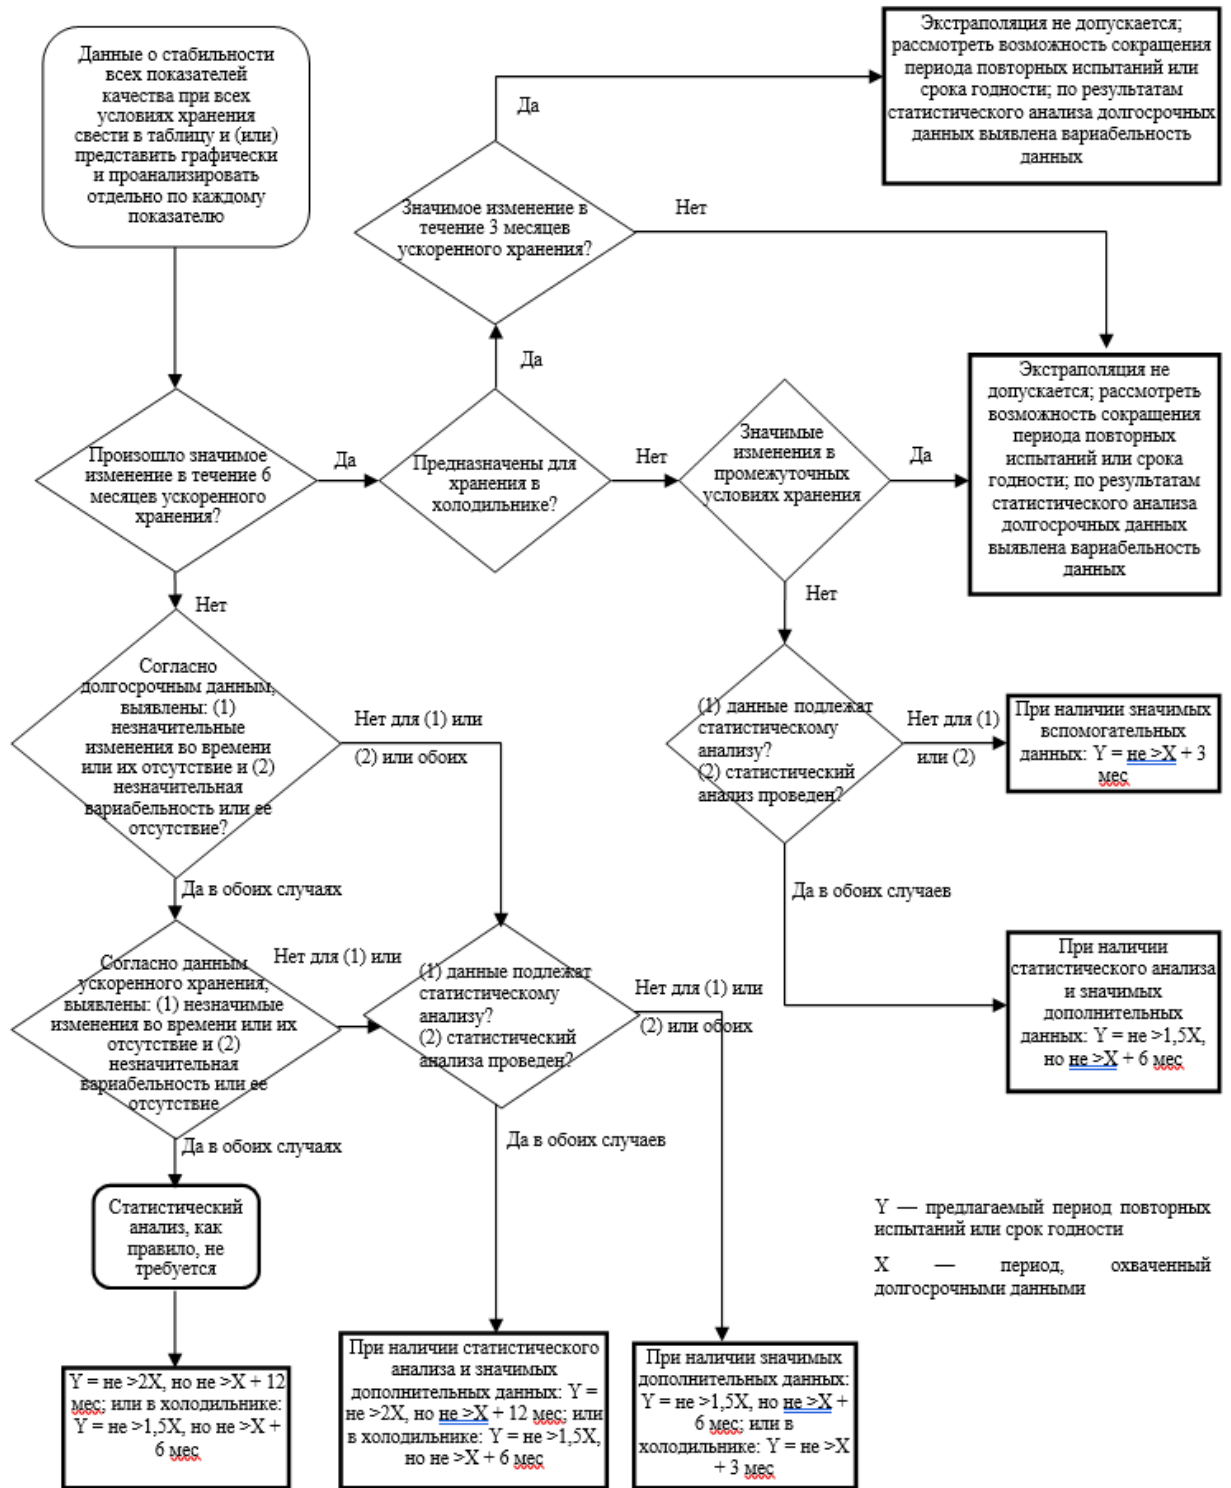 Данные о стабильности
всех показателей
качества при всех
условиях хранения
свести в таблицу и (или)
представить графически
и проанализировать
отдельно по каждому
показателю
Экстраполяция не допускается;
рассмотреть возможность сокращения
периода повторных испытаний или
срока годности; по результатам
статистического анализа долгосрочных
данных выявлена вариабельность
данных
Да
Значимое изменение в
течение 3 месяцев
ускоренного хранения?
Нет
Да
Произошло значимое
изменение в течение 6
месяцев ускоренного
хранения?
Да
Предназначены для
хранения в
холодильнике?
Нет
Значимые
изменения в
промежуточных
условиях хранения
Да
Экстраполяция не
допускается; рассмотреть
возможность сокращения
периода повторных
испытаний или срока
годности; по результатам
статистического анализа
долгосрочных данных
выявлена вариабельность
данных
Нет
Нет
Согласно
долгосрочным данным,
выявлены: (1)
незначительные
изменения во времени
или их отсутствие и (2)
незначительная
вариабельность или ее
отсутствие?
Нет для (1) или
(2) или обоих
(1) данные подлежат
статистическому
анализу?
(2) статистический
анализ проведен?
Нет для (1)
или (2)
При наличии значимых
вспомогательных
данных: Y = не >X + 3
мес
Да в обоих случаях
Да в обоих случаев
Согласно данным
ускоренного хранения,
выявлены: (1) незначимые
изменения во времени или их
отсутствие и (2)
незначительная
вариабельность или ее
отсутствие
Нет для (1) или
(1) данные подлежат
статистическому
анализу?
(2) статистический
анализа проведен?
Нет для (1) или
(2) или обоих
При наличии
статистического анализа
и значимых
дополнительных
данных: Y = не >1,5X,
но не >X + 6 мес
Да в обоих случаях
Да в обоих случаев
Статистический
анализ, как
правило, не
требуется
Y — предлагаемый период повторных
испытаний или срок годности
X — период, охваченный
долгосрочными данными
Y = не >2X, но не >X + 12
мес; или в холодильнике:
Y = не >1,5X, но не >X +
6 мес
При наличии статистического
анализа и значимых
дополнительных данных: Y =
не >2X, но не >X + 12 мес; или
в холодильнике: Y = не >1,5X,
но не >X + 6 мес
При наличии значимых
дополнительных данных:
Y = не >1,5X, но не >X +
6 мес; или в
холодильнике: Y = не >X
+ 3 мес